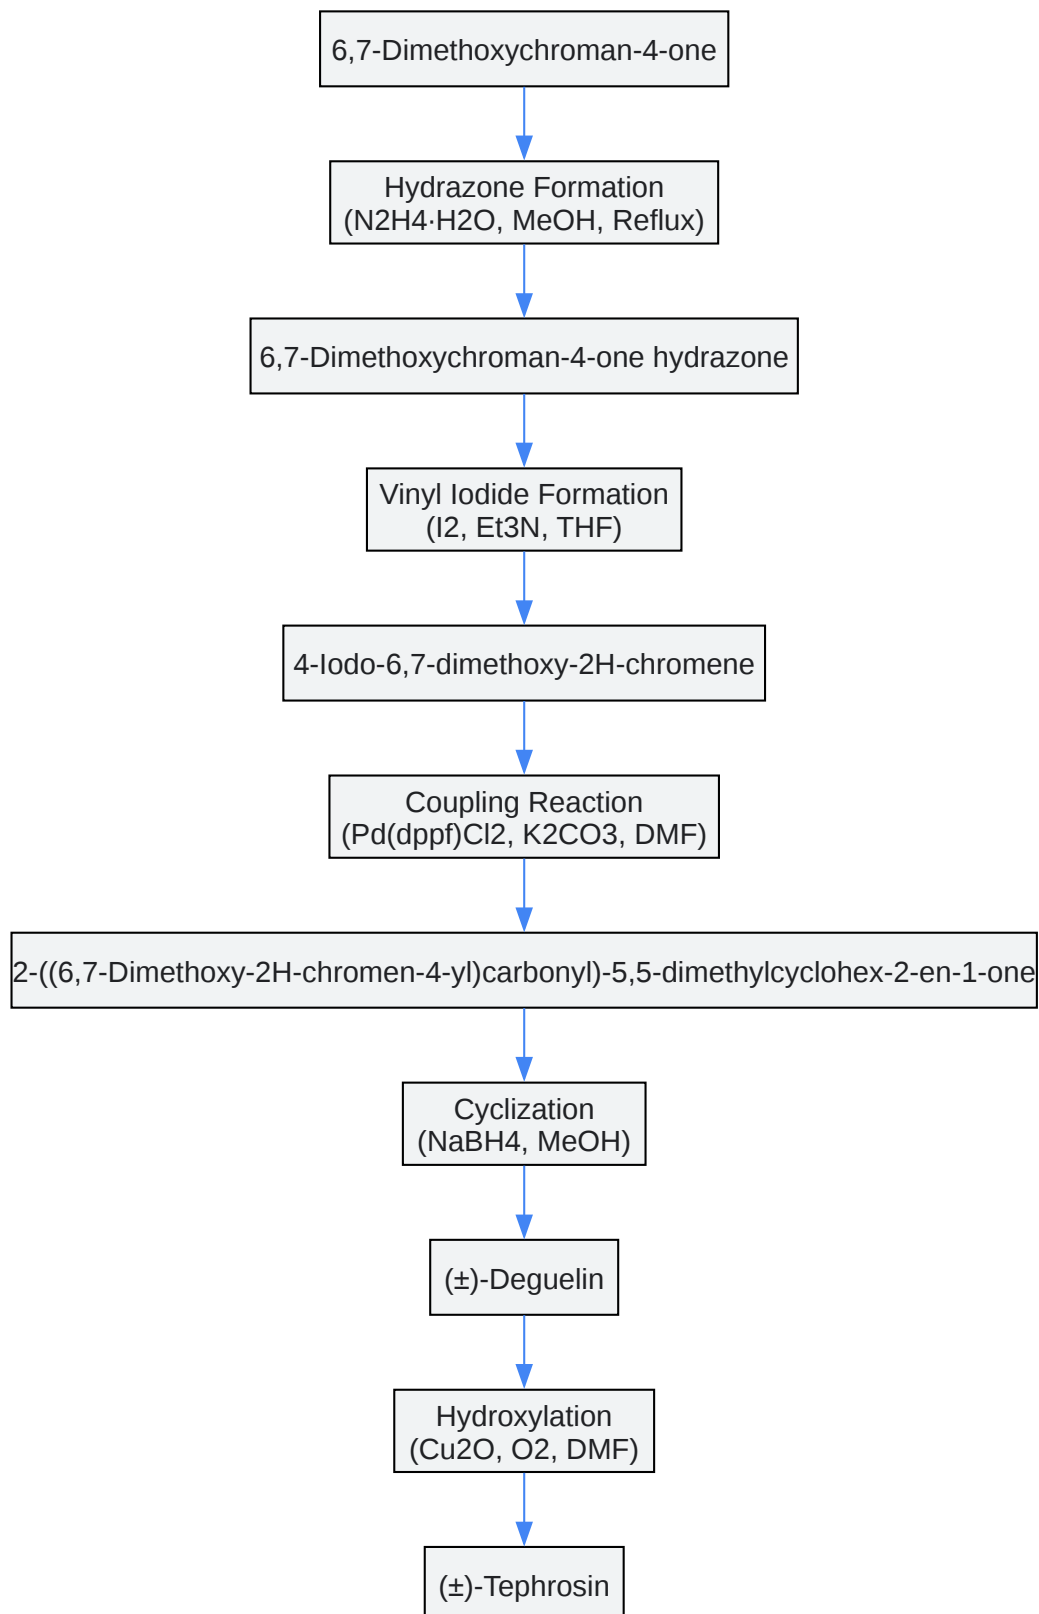 6,7-Dimethoxychroman-4-one
Hydrazone Formation
(N2H4·H2O, MeOH, Reflux)
6,7-Dimethoxychroman-4-one hydrazone
Vinyl Iodide Formation
(I2, Et3N, THF)
4-Iodo-6,7-dimethoxy-2H-chromene
Coupling Reaction
(Pd(dppf)Cl2, K2CO3, DMF)
2-((6,7-Dimethoxy-2H-chromen-4-yl)carbonyl)-5,5-dimethylcyclohex-2-en-1-one
Cyclization
(NaBH4, MeOH)
(±)-Deguelin
Hydroxylation
(Cu2O, O2, DMF)
(±)-Tephrosin